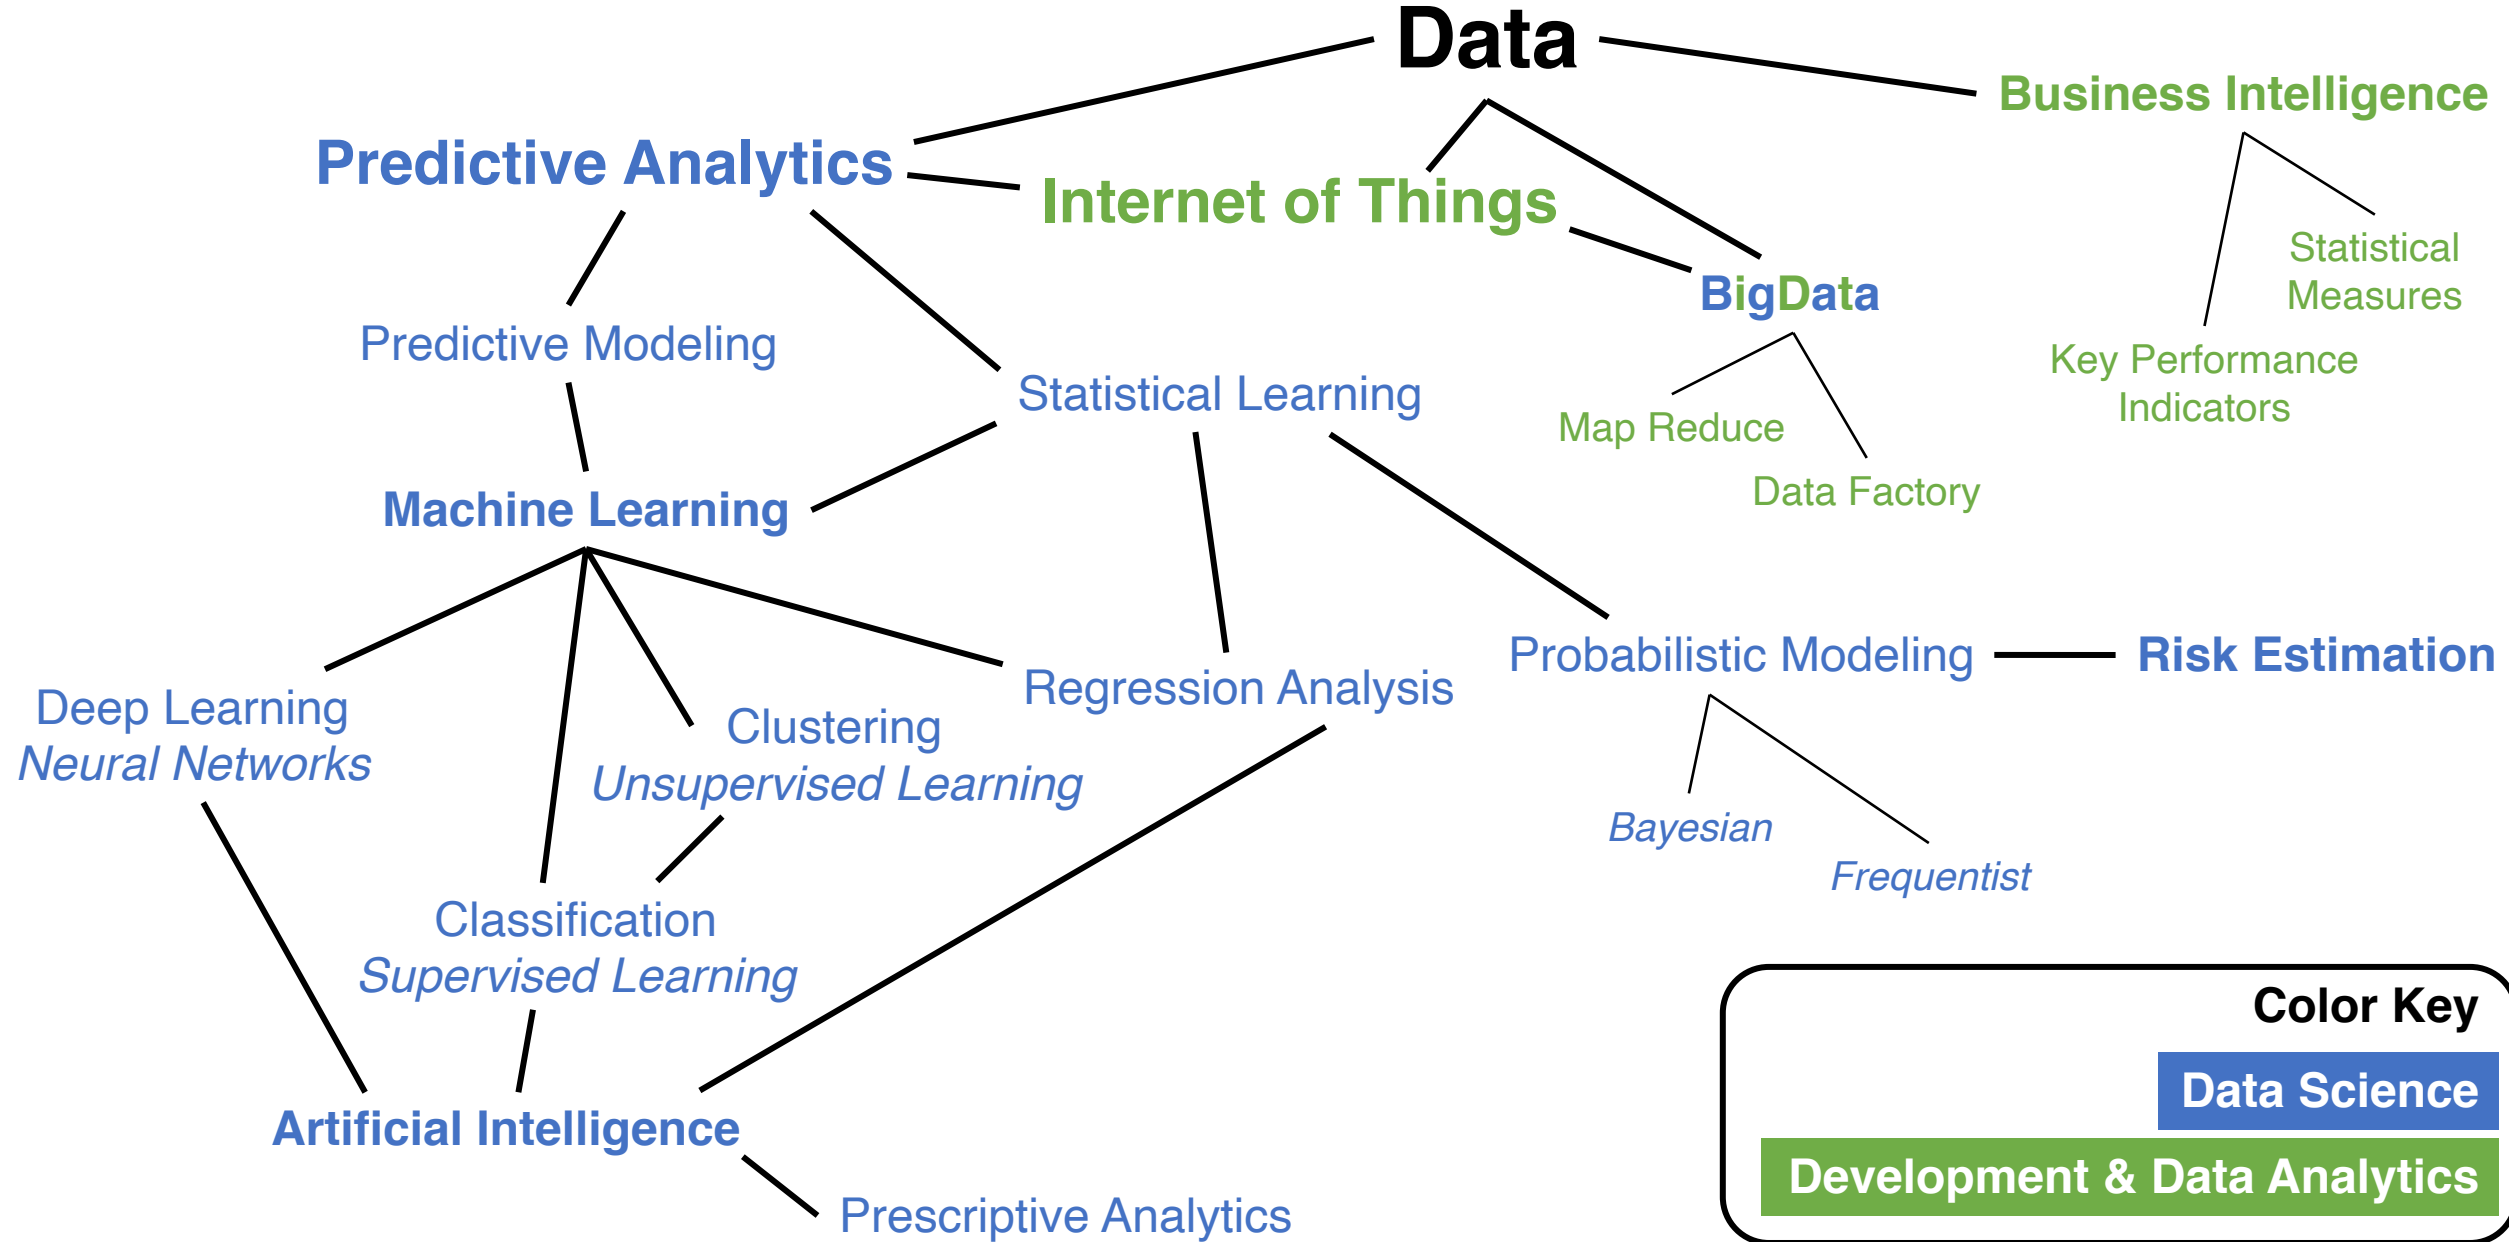 Data
Business Intelligence
Predictive Analytics
Internet of Things
Statistical
Measures
BigData
Predictive Modeling
Key Performance
Indicators
Statistical Learning
Map Reduce
Data Factory
Machine Learning
Probabilistic Modeling
Risk Estimation
Regression Analysis
Deep Learning
Neural Networks
Clustering
Unsupervised Learning
Bayesian
Frequentist
Classification
Supervised Learning
Artificial Intelligence
Prescriptive Analytics
Color Key
Data Science
Development & Data Analytics